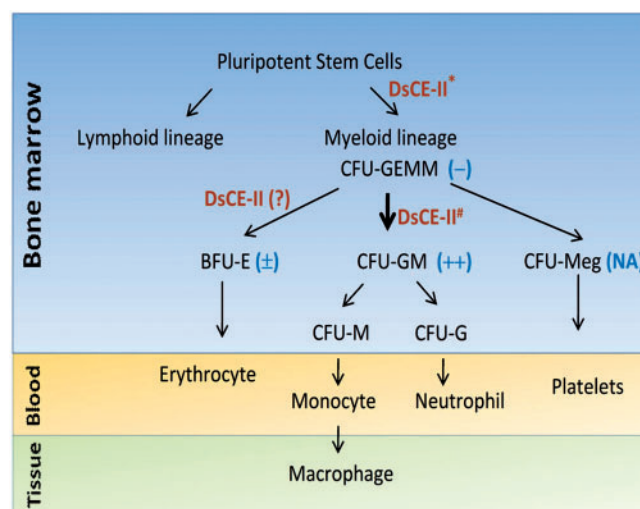 Bone marrow
Pluripotent Stem Cells
DsCE-II*
Lymphoid lineage
Myeloid lineage
CFU-GEMM (−)
DsCE-II (?)
DsCE-II#
BFU-E (±)
CFU-GM (++)
CFU-Meg (NA)
CFU-M
CFU-G
Blood
Erythrocyte
Monocyte
Neutrophil
Platelets
Tissue
Macrophage